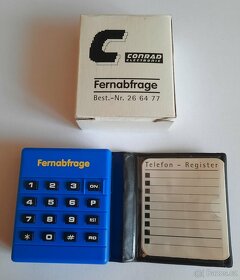 C
CONRAD
ELECTRONIC
Fernabfrage
Best.-Nr. 26 64 77
Fernabfrage
Telefon - Register
1 2 3 ON
4 5 6 P
7 8 9 RST
* 0 # RD